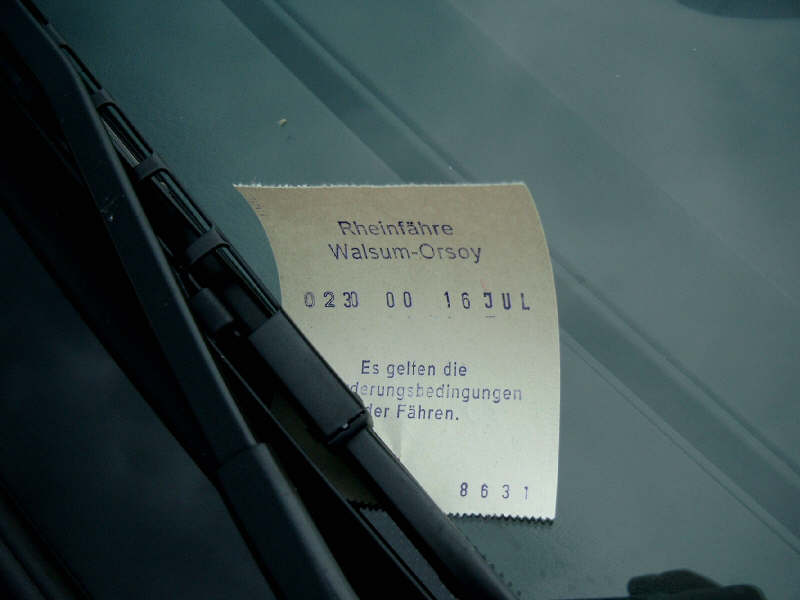 Rheinfähre
Walsum-Orsoy
0230 00 16 JUL
Es gelten die
derungsbedingungen
der Fähren.
8631